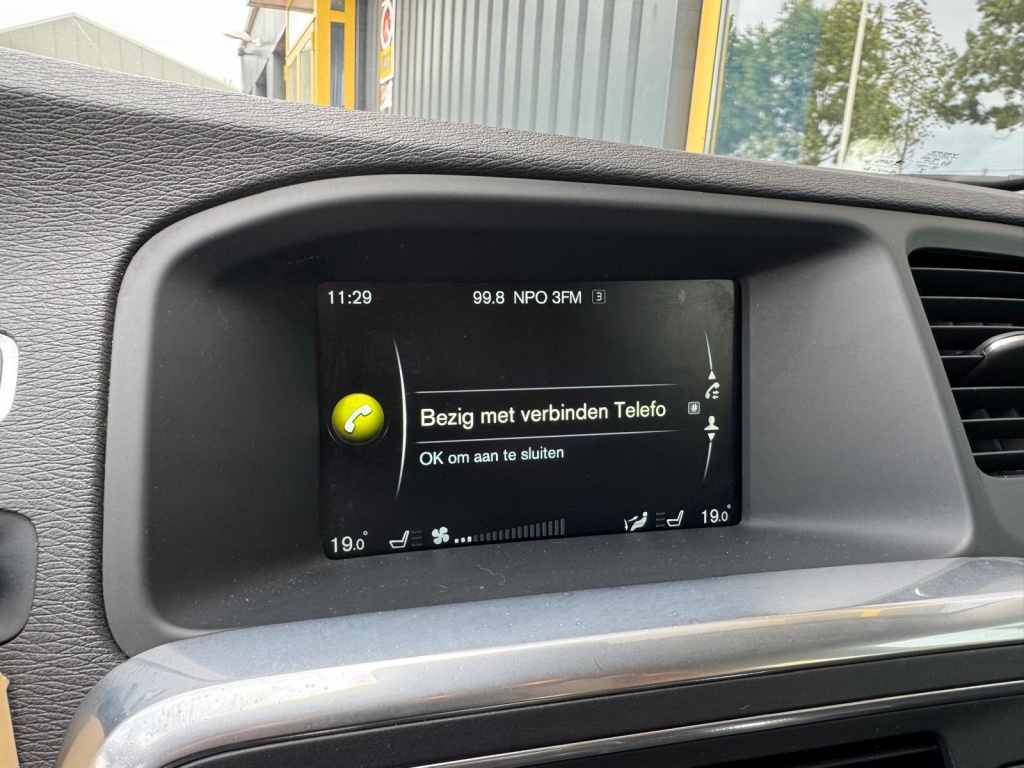 11:29
99.8 NPO 3FM 3
Bezig met verbinden Telefo #
OK om aan te sluiten
19.0°
19.0°